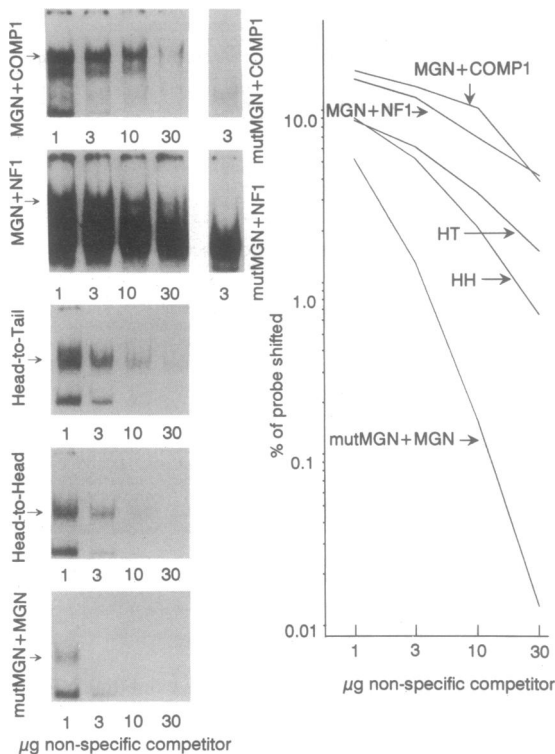 MGN+COMP1
1 3 10 30
mutMGN+COMP1
3
MGN+NF1
1 3 10 30
mutMGN+NF1
3
Head-to-Tail
1 3 10 30
Head-to-Head
1 3 10 30
mutMGN+MGN
1 3 10 30
µg non-specific competitor
% of probe shifted
10.0
1.0
0.1
0.01
MGN+COMP1
MGN+NF1
HT
HH
mutMGN+MGN
1 3 10 30
µg non-specific competitor